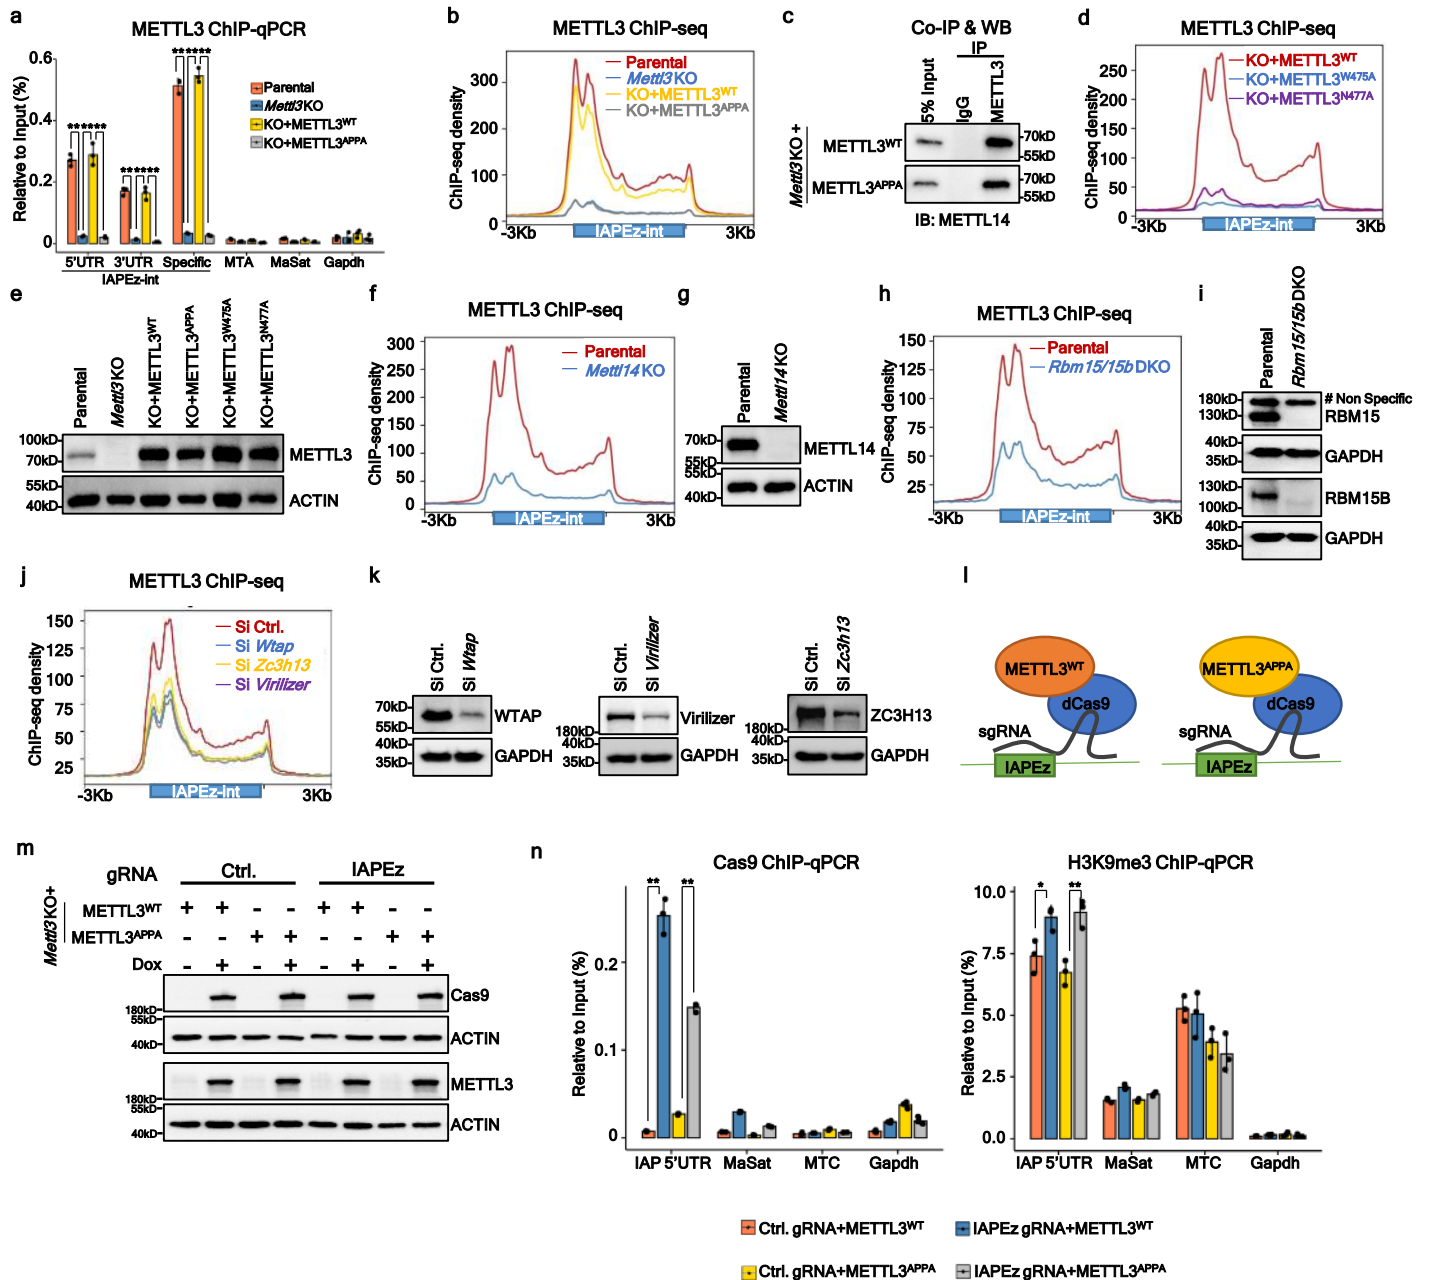 a
METTL3 ChIP-qPCR
Relative to Input (%)
0.6
0.4
0.2
0
** ** ** **
** ** ** **
** ** ** **
Parental
Mettl3 KO
KO+METTL3WT
KO+METTL3APPA
5'UTR 3'UTR Specific MTA MaSat Gapdh
IAPEz-int
b
METTL3 ChIP-seq
ChIP-seq density
300
200
100
0
Parental
Mettl3 KO
KO+METTL3WT
KO+METTL3APPA
-3Kb IAPEz-int 3Kb
c
Co-IP & WB
IP
5% Input IgG METTL3
Mettl3 KO +
METTL3WT
-70kD
-55kD
METTL3APPA
-70kD
-55kD
IB: METTL14
d
METTL3 ChIP-seq
ChIP-seq density
250
200
150
100
50
0
KO+METTL3WT
KO+METTL3W475A
KO+METTL3N477A
-3Kb IAPEz-int 3Kb
e
Parental Mettl3 KO KO+METTL3WT KO+METTL3APPA KO+METTL3W475A KO+METTL3N477A
100kD
70kD
METTL3
55kD
40kD
ACTIN
f
METTL3 ChIP-seq
ChIP-seq density
300
250
200
150
100
50
0
Parental
Mettl14 KO
-3Kb IAPEz-int 3Kb
g
Parental Mettl14 KO
70kD
55kD
METTL14
55kD
40kD
ACTIN
h
METTL3 ChIP-seq
ChIP-seq density
150
125
100
75
50
25
Parental
Rbm15/15b DKO
-3Kb IAPEz-int 3Kb
i
Parental Rbm15/15b DKO
180kD
130kD
# Non Specific
RBM15
40kD
35kD
GAPDH
130kD
100kD
RBM15B
40kD
35kD
GAPDH
j
METTL3 ChIP-seq
ChIP-seq density
150
125
100
75
50
25
Si Ctrl.
Si Wtap
Si Zc3h13
Si Virilizer
-3Kb IAPEz-int 3Kb
k
Si Ctrl. Si Wtap
70kD
55kD
WTAP
40kD
35kD
GAPDH
Si Ctrl. Si Virilizer
180kD
Virilizer
40kD
35kD
GAPDH
Si Ctrl. Si Zc3h13
180kD
ZC3H13
40kD
35kD
GAPDH
l
METTL3WT
dCas9
sgRNA
IAPEz
METTL3APPA
dCas9
sgRNA
IAPEz
m
gRNA Ctrl. IAPEz
Mettl3 KO+
METTL3WT + + - - + + - -
METTL3APPA - - + + - - + +
Dox - + - + - + - +
180kD
Cas9
55kD
40kD
ACTIN
180kD
METTL3
55kD
40kD
ACTIN
n
Cas9 ChIP-qPCR
Relative to Input (%)
0.2
0.1
0
** **
IAP 5'UTR MaSat MTC Gapdh
H3K9me3 ChIP-qPCR
Relative to Input (%)
10.0
7.5
5.0
2.5
0.0
* **
IAP 5'UTR MaSat MTC Gapdh
Ctrl. gRNA+METTL3WT IAPEz gRNA+METTL3WT
Ctrl. gRNA+METTL3APPA IAPEz gRNA+METTL3APPA